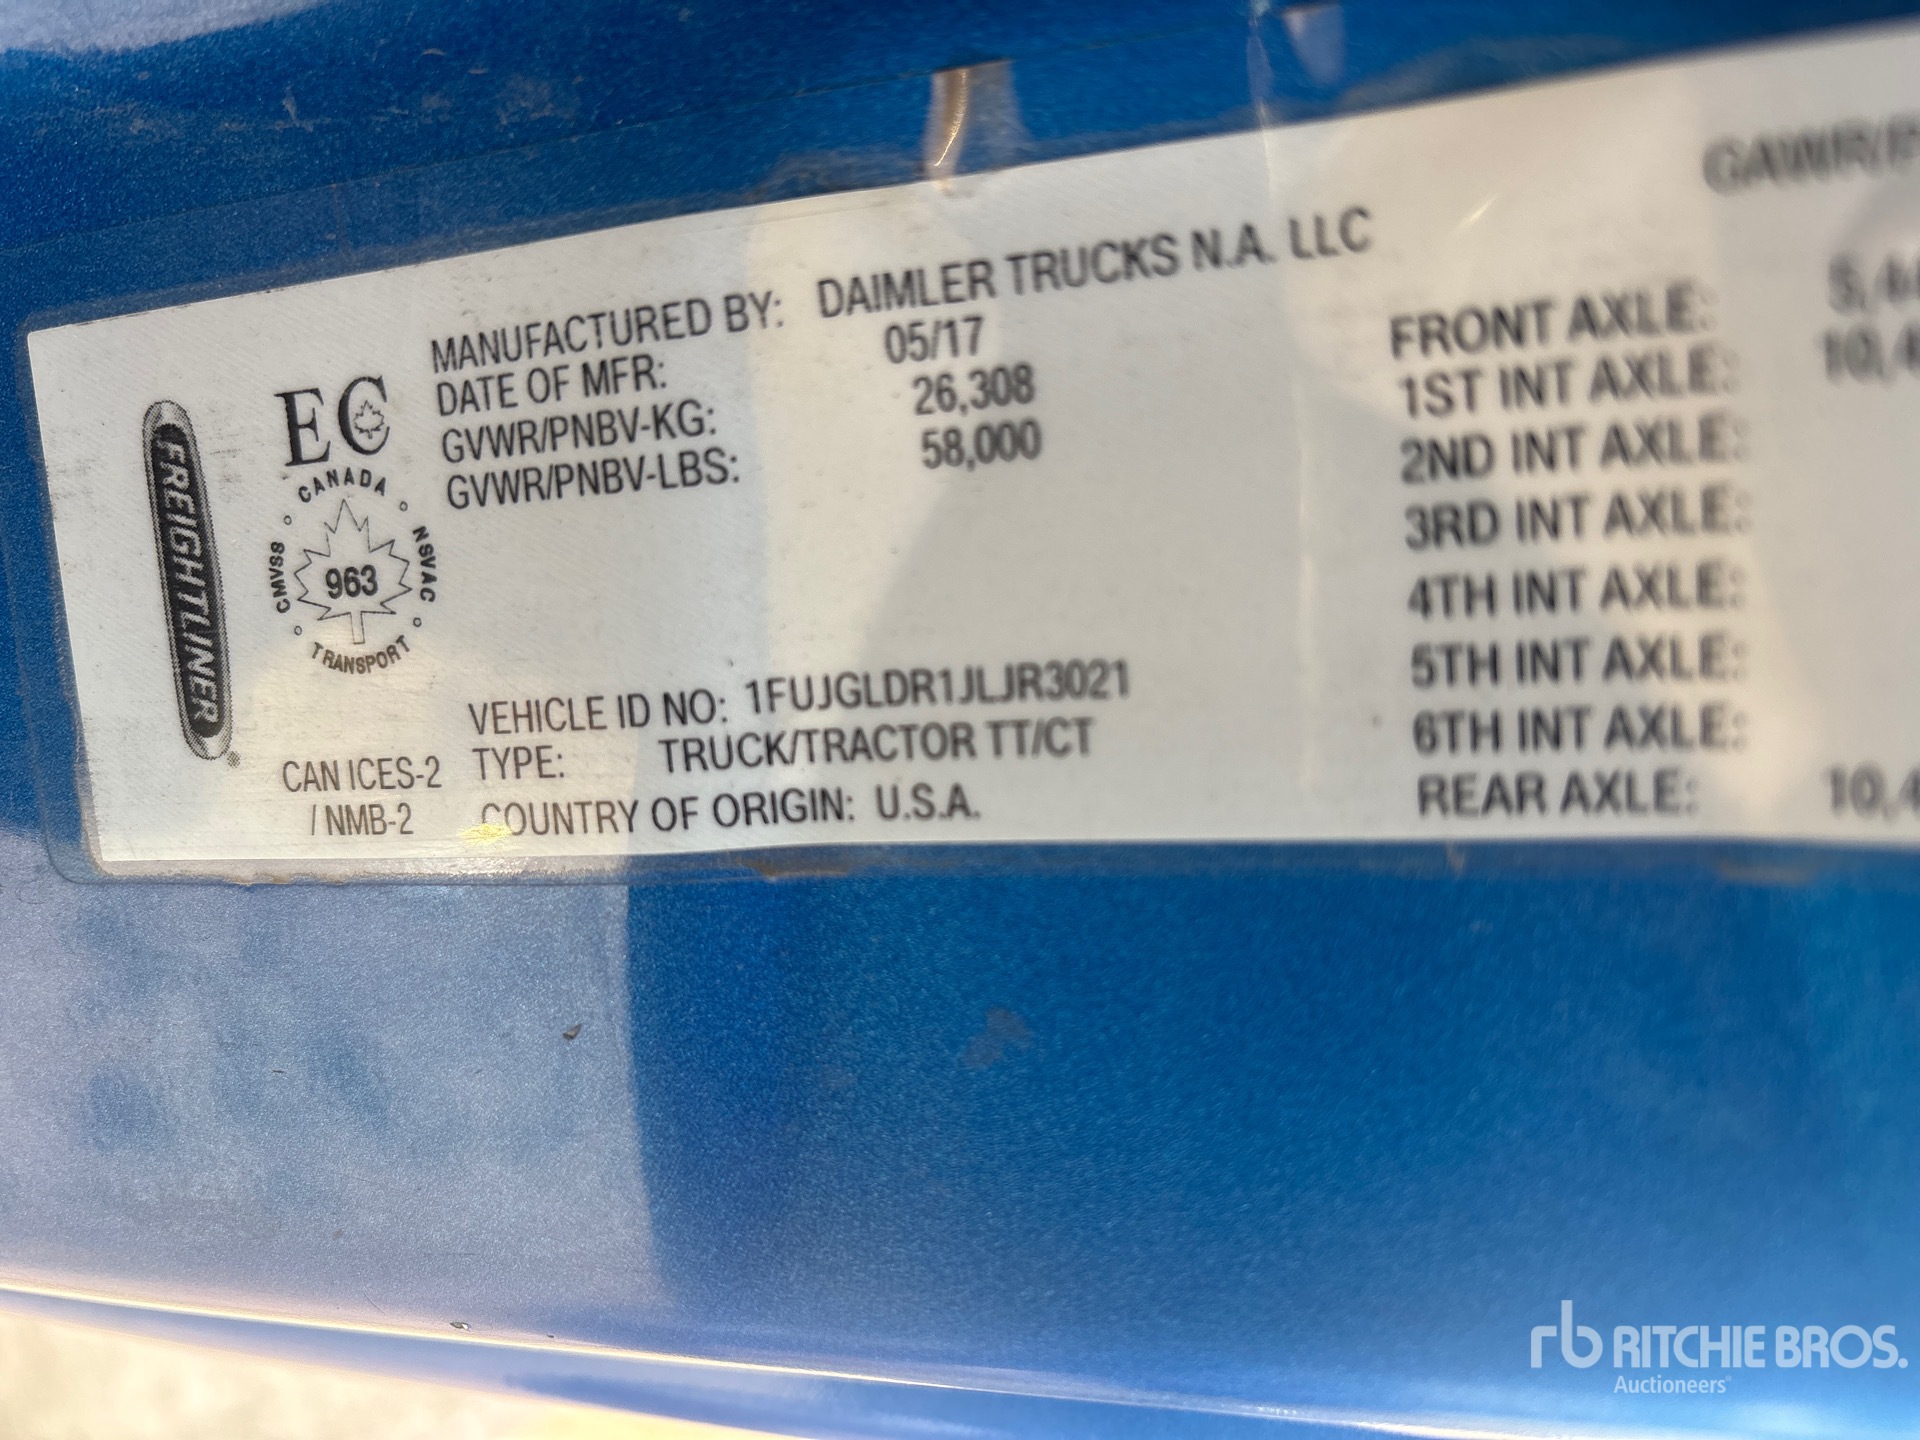 MANUFACTURED BY: DAIMLER TRUCKS N.A. LLC
DATE OF MFR: 05/17
GVWR/PNBV-KG: 26,308
GVWR/PNBV-LBS: 58,000
FREIGHTLINER
EC
CANADA
CMVSS
963
NSVAC
TRANSPORT
VEHICLE ID NO: 1FUJGLDR1JLJR3021
TYPE: TRUCK/TRACTOR TT/CT
COUNTRY OF ORIGIN: U.S.A.
CAN ICES-2
/ NMB-2
FRONT AXLE:
1ST INT AXLE:
2ND INT AXLE:
3RD INT AXLE:
4TH INT AXLE:
5TH INT AXLE:
6TH INT AXLE:
REAR AXLE:
rb RITCHIE BROS.
Auctioneers